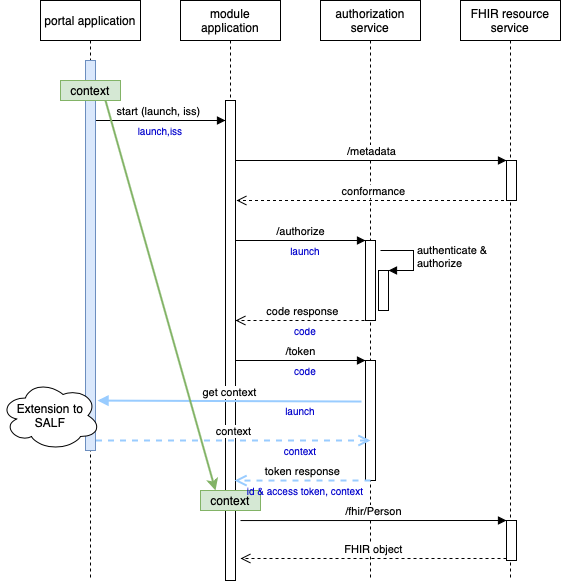 portal application
module
application
authorization
service
FHIR resource
service
context
start (launch, iss)
launch,iss
/metadata
conformance
/authorize
launch
authenticate &
authorize
code response
code
/token
code
get context
launch
Extension to
SALF
context
context
token response
id & access token, context
context
/fhir/Person
FHIR object